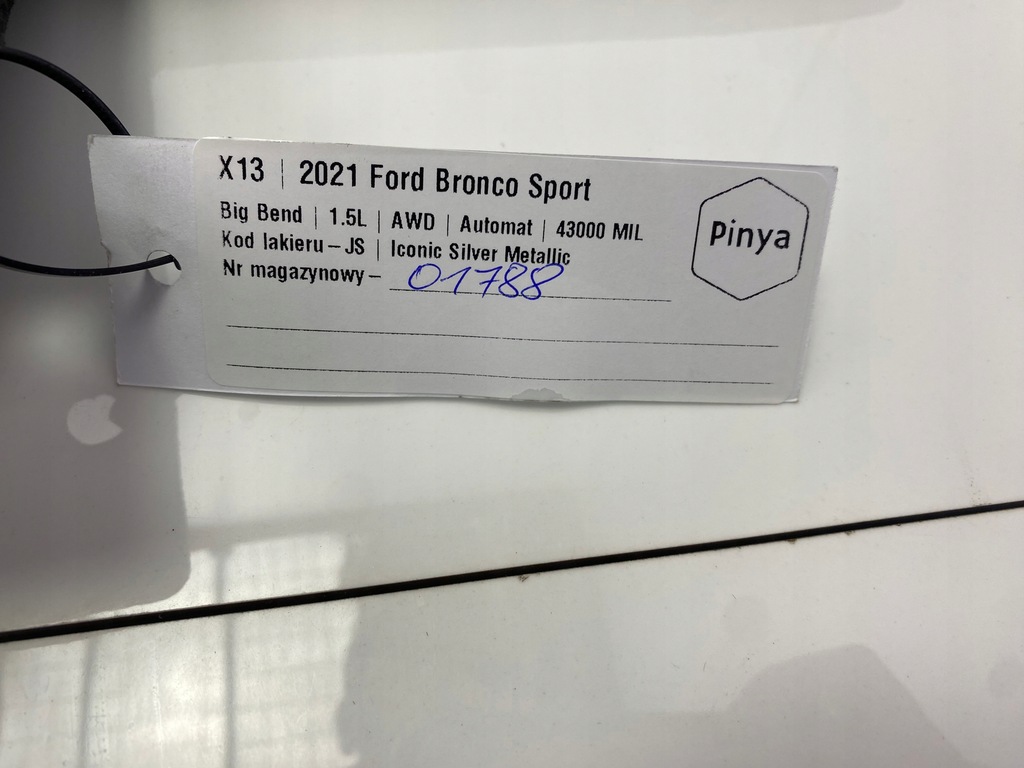 X13 | 2021 Ford Bronco Sport
Big Bend | 1.5L | AWD | Automat | 43000 MIL
Kod lakieru – JS | Iconic Silver Metallic
Nr magazynowy – 01788
Pinya